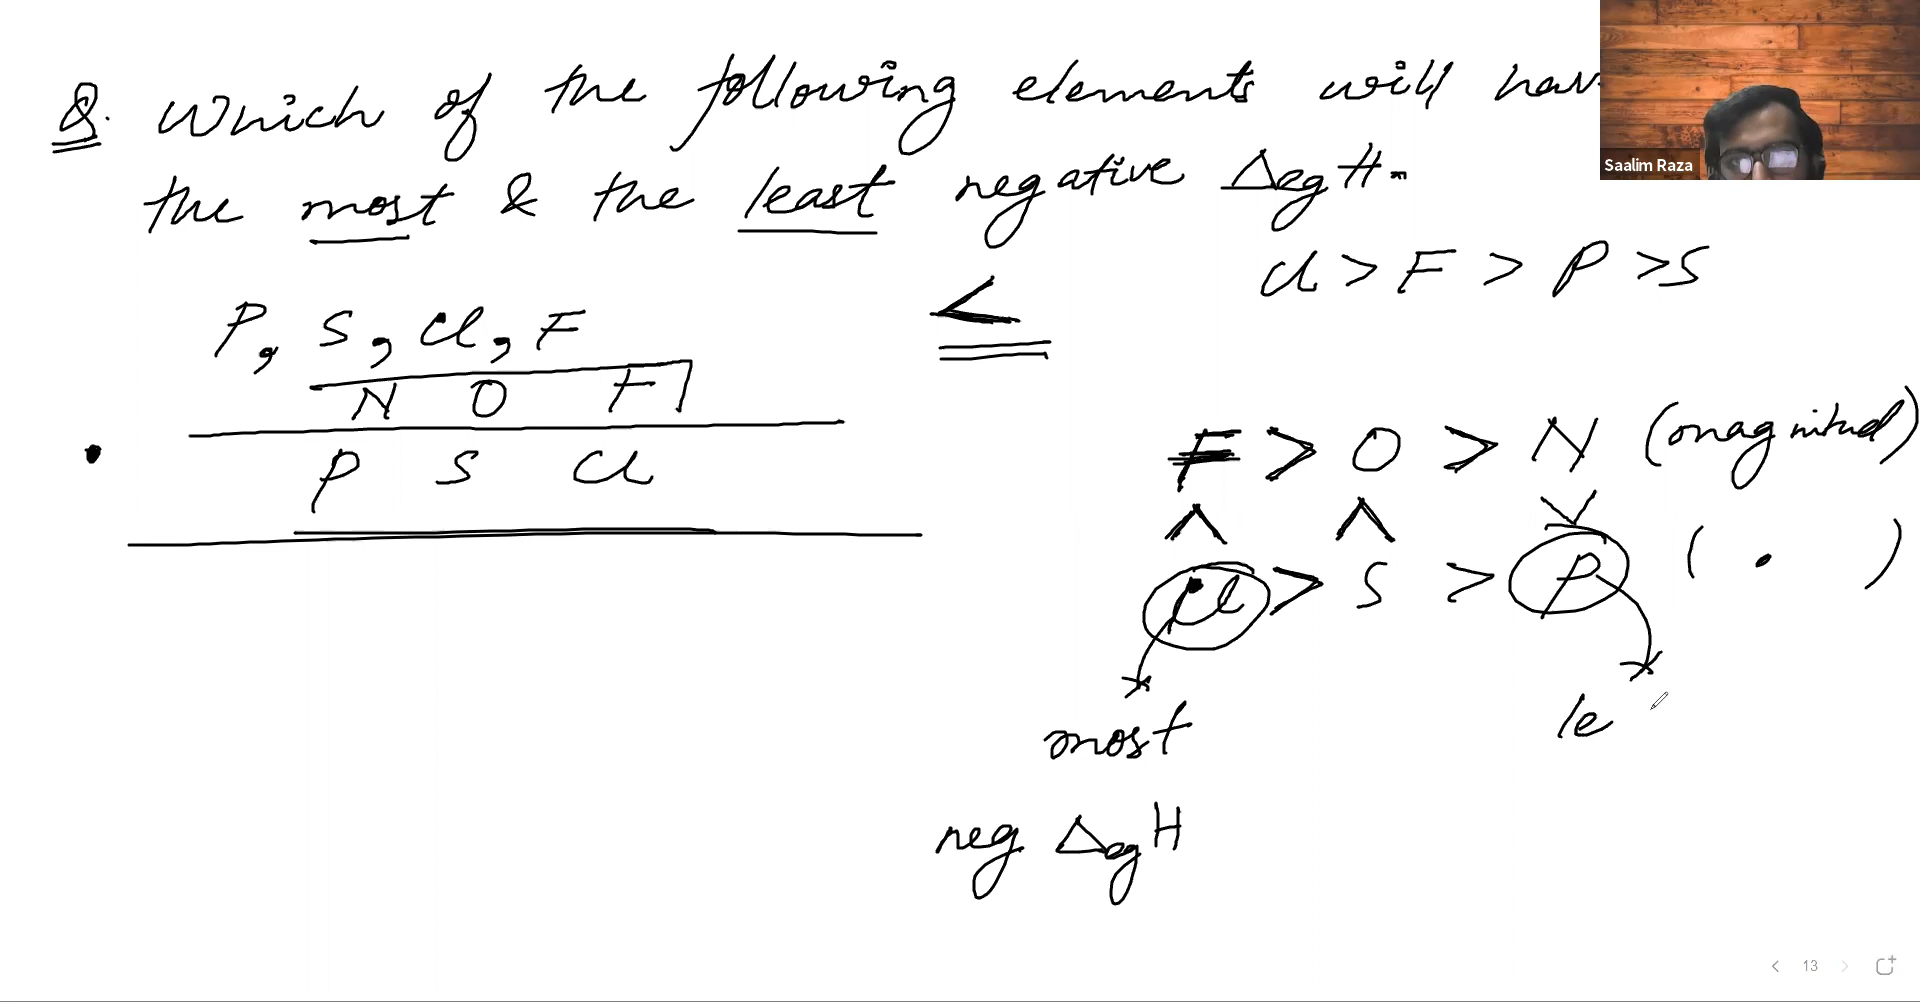 Q. Which of the following elements will hav
the most & the least negative ΔegH-
Saalim Raza
Cl > F > P > S
P, S, Cl, F
<
N O F
P S Cl
F > O > N (magnitud)
∧ ∧ ∨
Cl > S > P ( . )
most
le
neg ΔegH
13